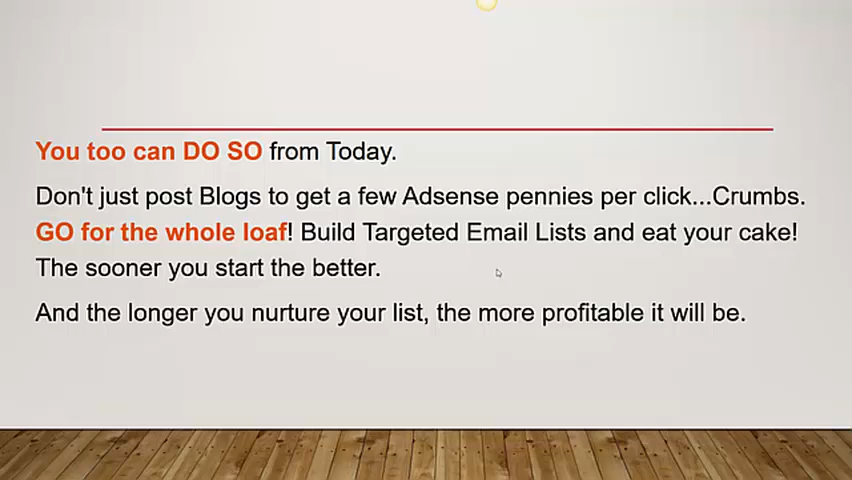 You too can DO SO from Today.
Don't just post Blogs to get a few Adsense pennies per click...Crumbs.
GO for the whole loaf! Build Targeted Email Lists and eat your cake!
The sooner you start the better.
And the longer you nurture your list, the more profitable it will be.